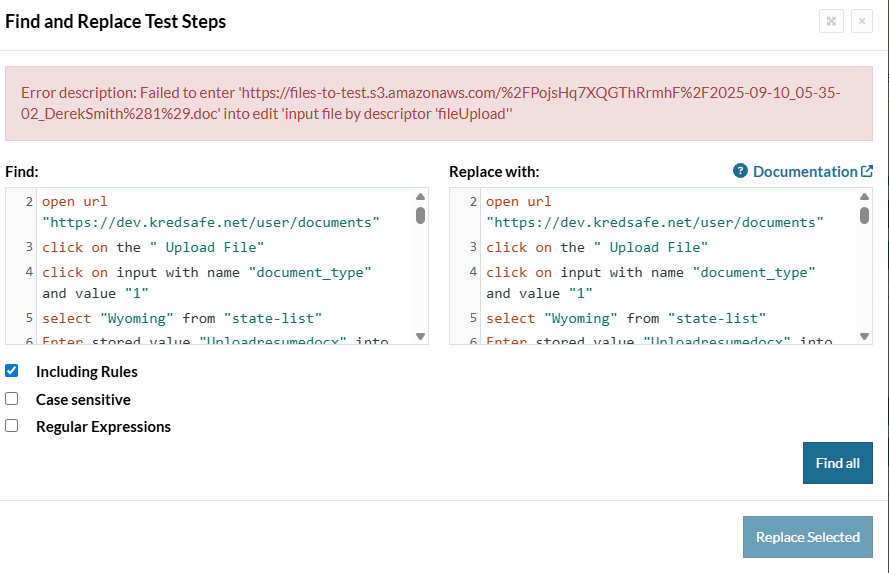 Find and Replace Test Steps
Error description: Failed to enter 'https://files-to-test.s3.amazonaws.com/%2FPojsHq7XQGThRrmhF%2F2025-09-10_05-35-
02_DerekSmith%281%29.doc' into edit 'input file by descriptor 'fileUpload''
Find:
2 open url
"https://dev.kredsafe.net/user/documents"
3 click on the " Upload File"
4 click on input with name "document_type"
and value "1"
5 select "Wyoming" from "state-list"
6 Enter stored value "Uploadresumedocx" into
Replace with:
Documentation
2 open url
"https://dev.kredsafe.net/user/documents"
3 click on the " Upload File"
4 click on input with name "document_type"
and value "1"
5 select "Wyoming" from "state-list"
6 Enter stored value "Uploadresumedocx" into
Including Rules
Case sensitive
Regular Expressions
Find all
Replace Selected